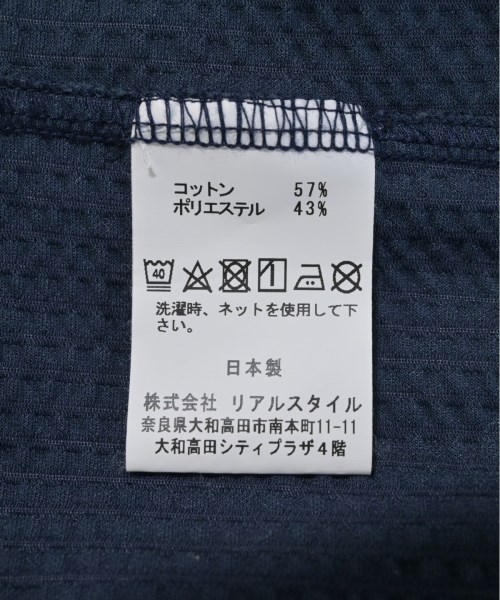 コットン 57%
ポリエステル 43%
40
洗濯時、ネットを使用して下
さい。
日本製
株式会社 リアルスタイル
奈良県大和高田市南本町11-11
大和高田シティプラザ4階